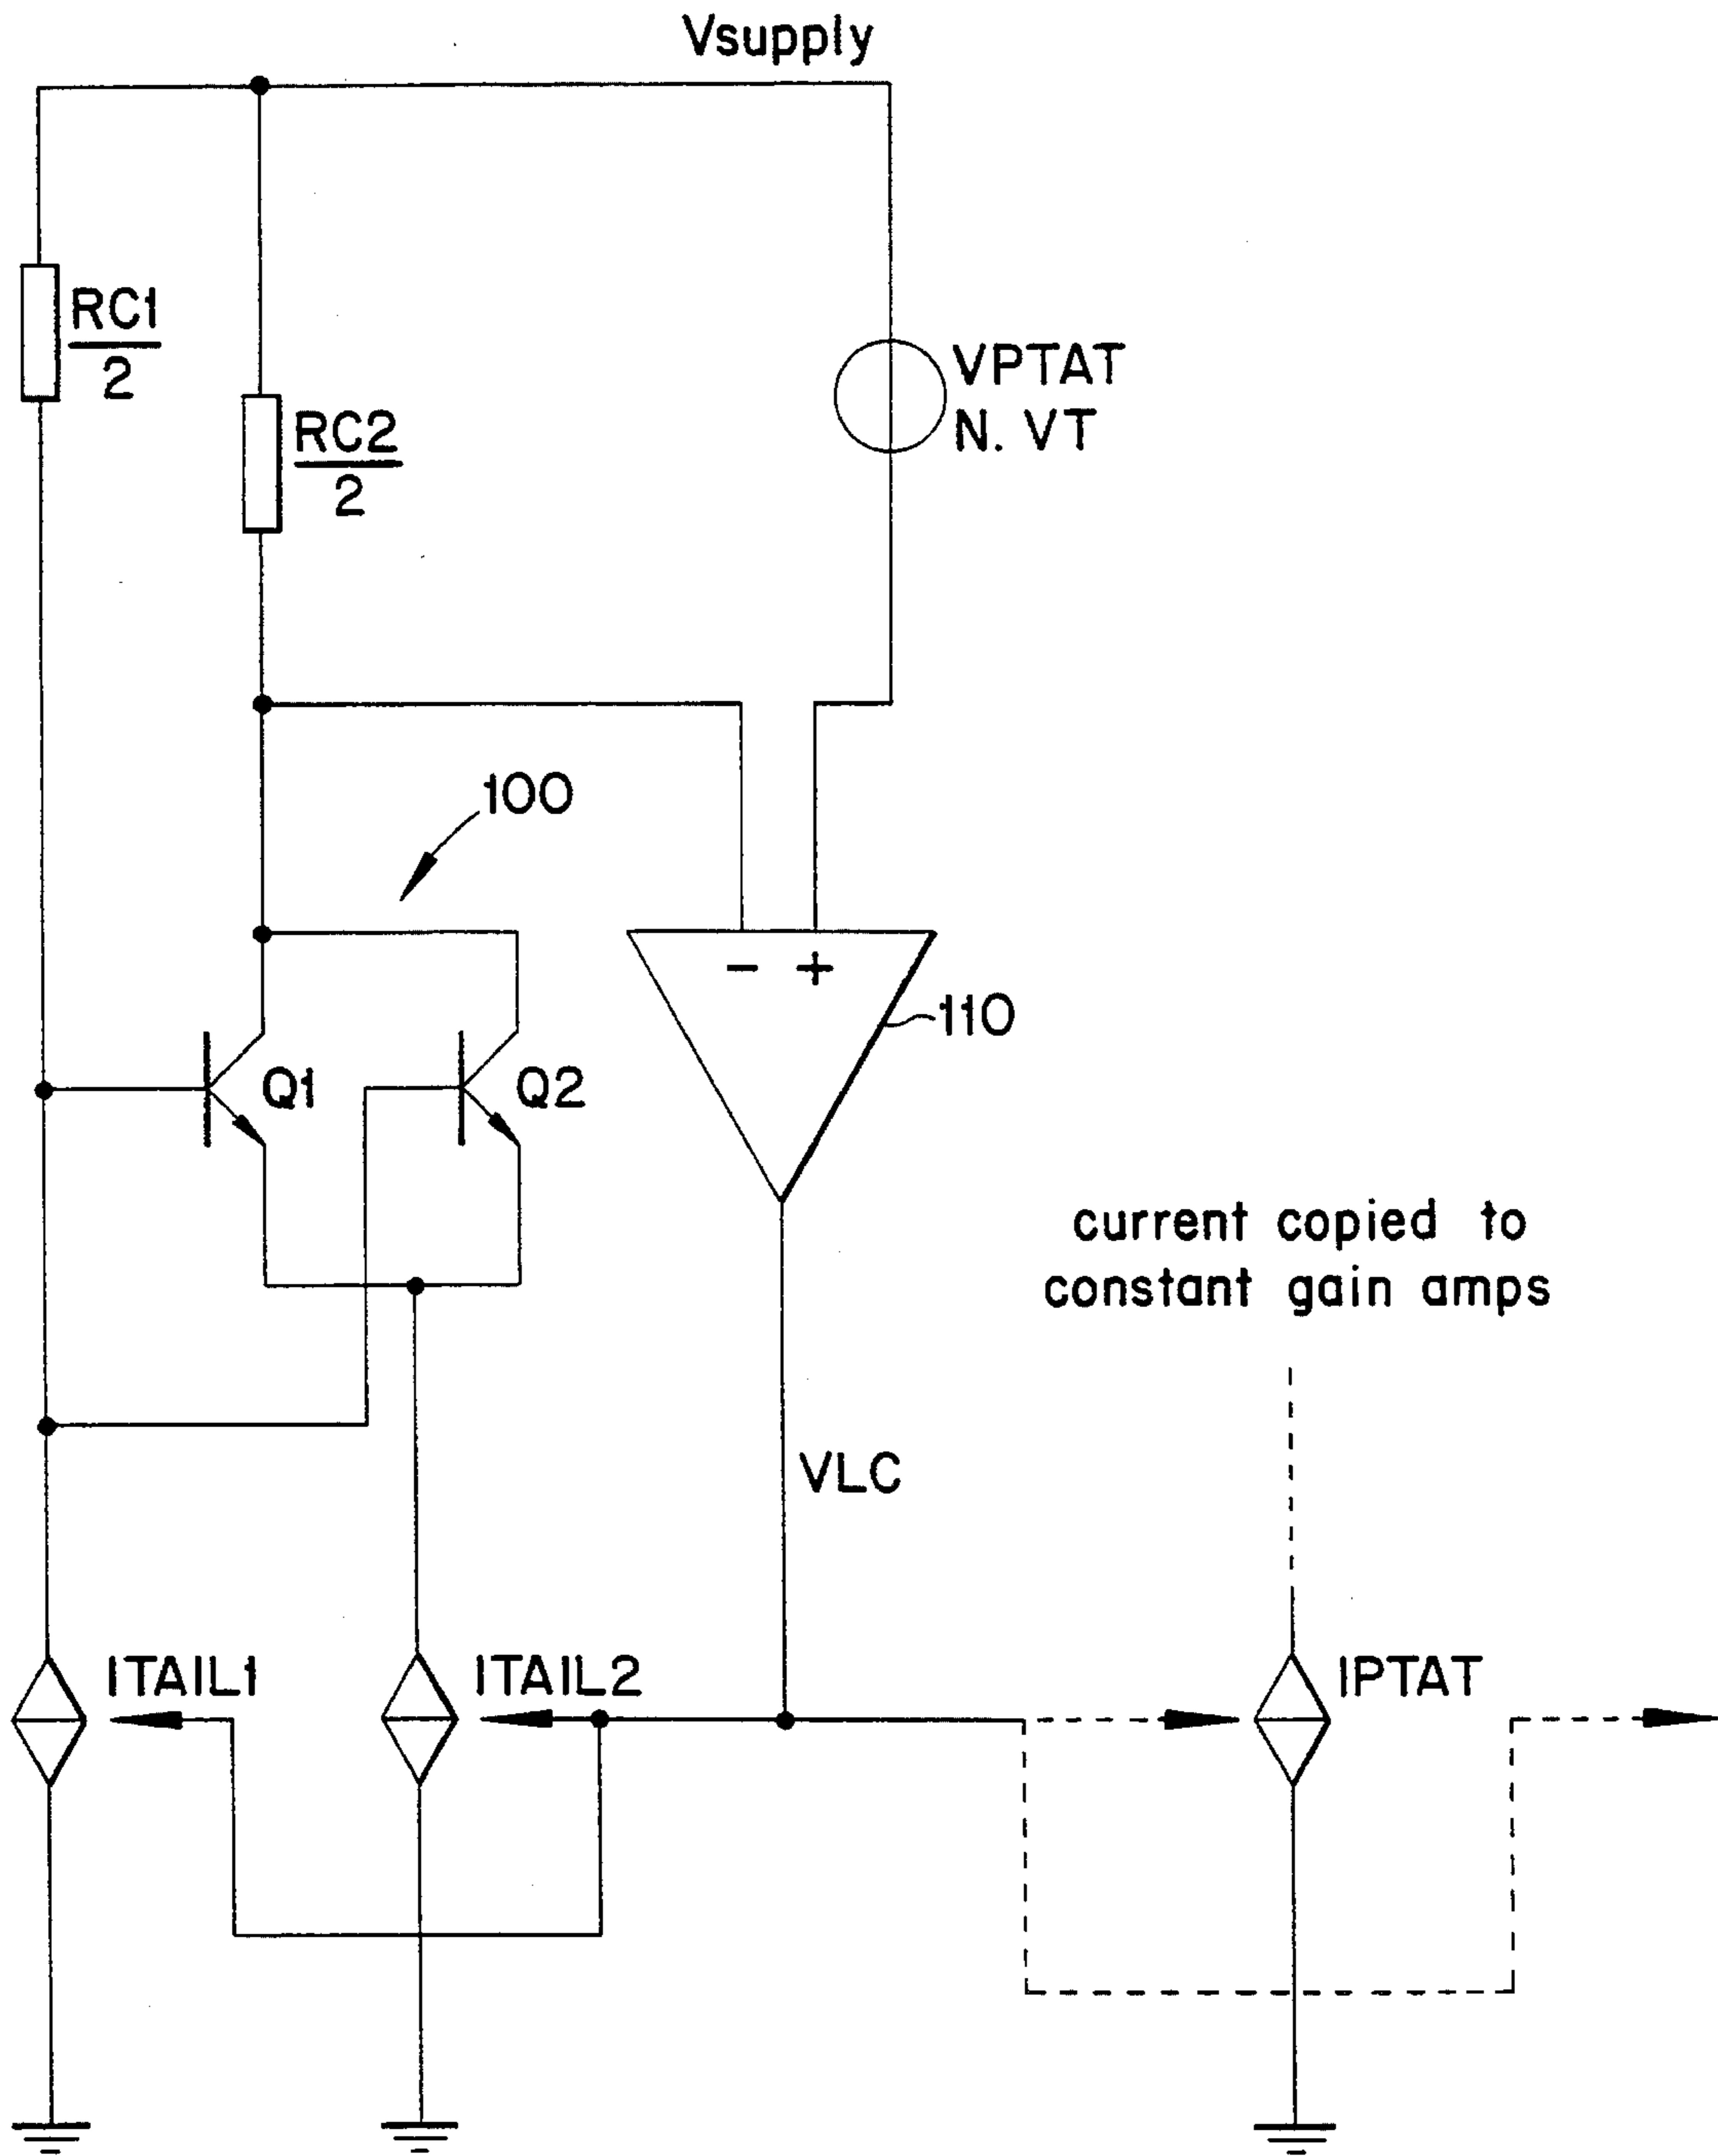 Vsupply
RC1
2
RC2
2
VPTAT
N. VT
100
- +
110
Q1
Q2
current copied to
constant gain amps
VLC
ITAIL1
ITAIL2
IPTAT